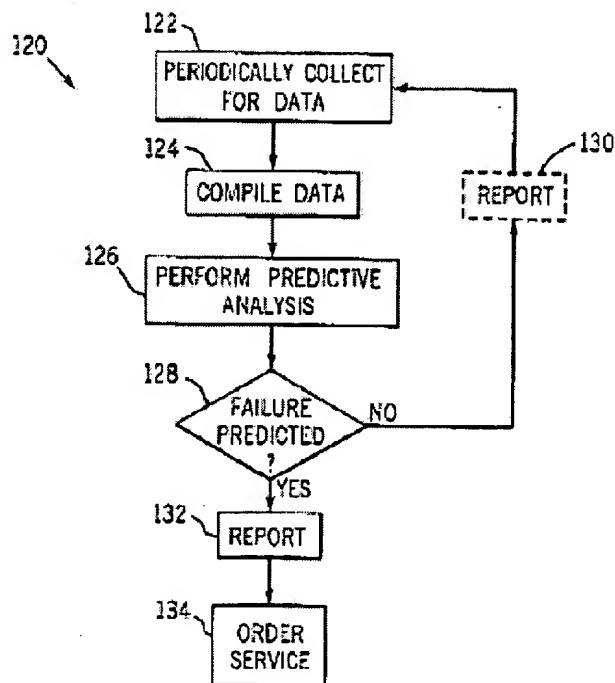 122
120
PERIODICALLY COLLECT
FOR DATA
124
COMPILE DATA
130
REPORT
126
PERFORM PREDICTIVE
ANALYSIS
128
FAILURE
PREDICTED
?
NO
YES
132
REPORT
134
ORDER
SERVICE